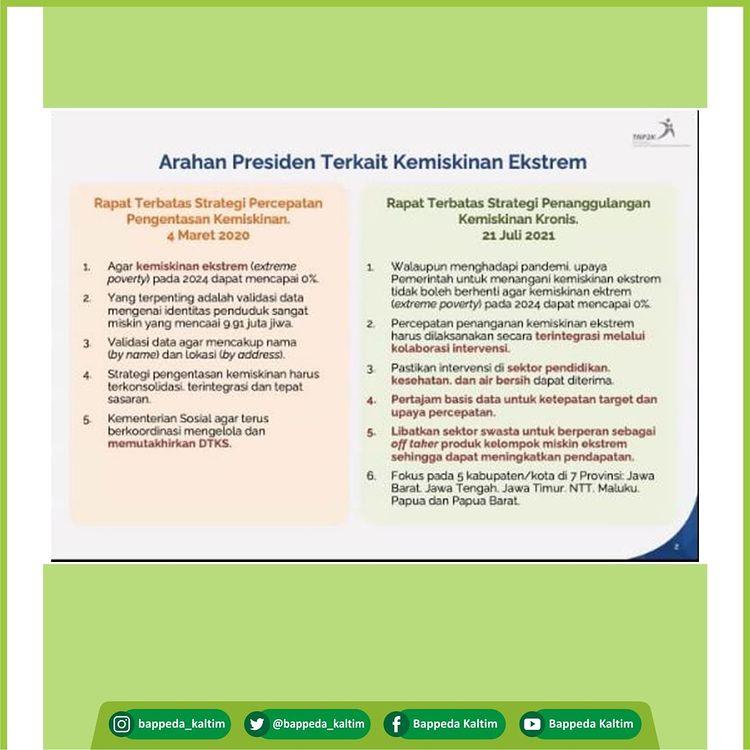 TNP2K
Arahan Presiden Terkait Kemiskinan Ekstrem
Rapat Terbatas Strategi Percepatan
Pengentasan Kemiskinan.
4 Maret 2020
1. Agar kemiskinan ekstrem (extreme
poverty) pada 2024 dapat mencapai 0%.
2. Yang terpenting adalah validasi data
mengenai identitas penduduk sangat
miskin yang mencaai 9.91 juta jiwa.
3. Validasi data agar mencakup nama
(by name) dan lokasi (by address).
4. Strategi pengentasan kemiskinan harus
terkonsolidasi, terintegrasi dan tepat
sasaran.
5. Kementerian Sosial agar terus
berkoordinasi mengelola dan
memutakhirkan DTKS.
Rapat Terbatas Strategi Penanggulangan
Kemiskinan Kronis.
21 Juli 2021
1. Walaupun menghadapi pandemi, upaya
Pemerintah untuk menangani kemiskinan ekstrem
tidak boleh berhenti agar kemiskinan ektrem
(extreme poverty) pada 2024 dapat mencapai 0%.
2. Percepatan penanganan kemiskinan ekstrem
harus dilaksanakan secara terintegrasi melalui
kolaborasi intervensi.
3. Pastikan intervensi di sektor pendidikan,
kesehatan, dan air bersih dapat diterima.
4. Pertajam basis data untuk ketepatan target dan
upaya percepatan.
5. Libatkan sektor swasta untuk berperan sebagai
off taker produk kelompok miskin ekstrem
sehingga dapat meningkatkan pendapatan.
6. Fokus pada 5 kabupaten/kota di 7 Provinsi: Jawa
Barat, Jawa Tengah, Jawa Timur, NTT, Maluku,
Papua dan Papua Barat.
2
bappeda_kaltim @bappeda_kaltim Bappeda Kaltim Bappeda Kaltim